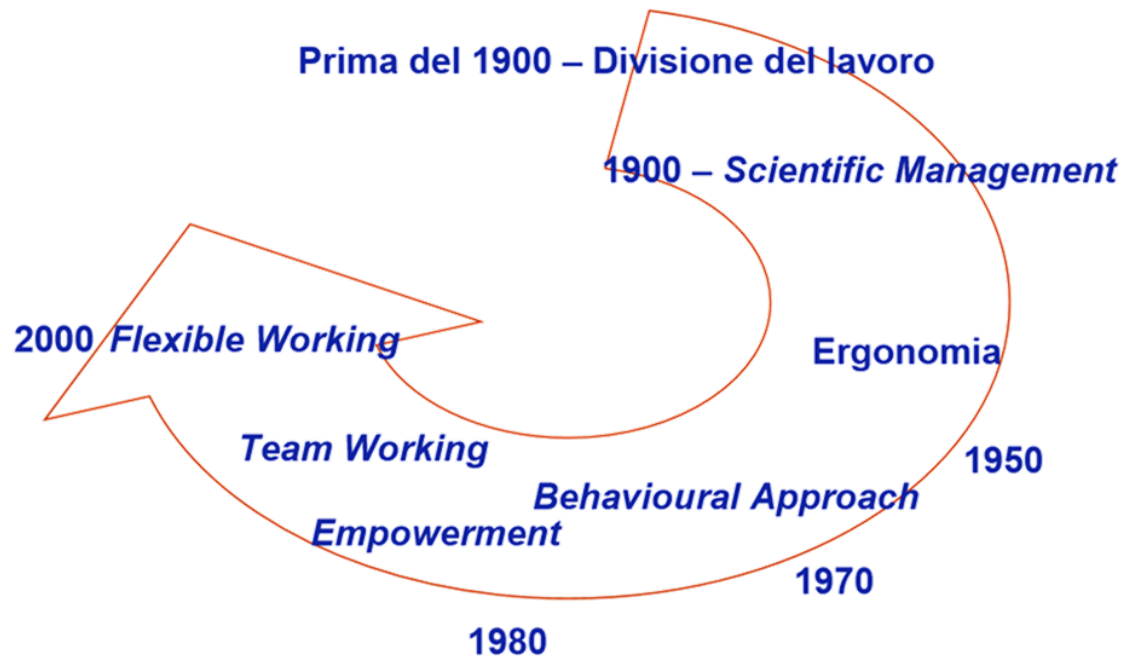 Prima del 1900 – Divisione del lavoro
1900 – Scientific Management
Ergonomia
1950
Behavioural Approach
1970
Empowerment
1980
Team Working
2000 Flexible Working